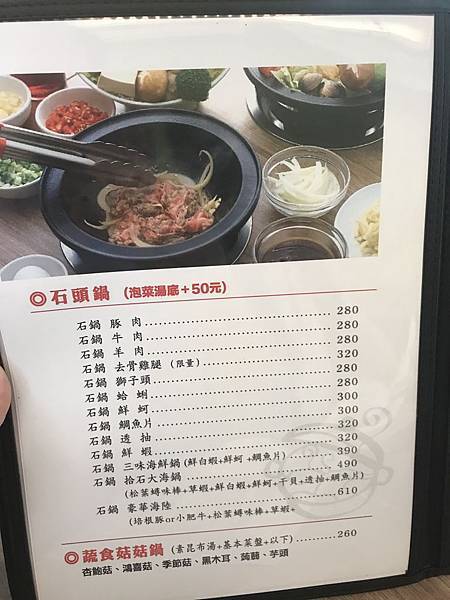 ◎石頭鍋 (泡菜湯底+50元)
石鍋 豚 肉……280
石鍋 牛 肉……280
石鍋 羊 肉……280
石鍋 去骨雞腿 (限量)……320
石鍋 獅子頭……280
石鍋 蛤 蜊……280
石鍋 鮮 蚵……300
石鍋 鯛魚片……300
石鍋 透 抽……320
石鍋 鮮 蝦……320
石鍋 三味海鮮鍋(鮮白蝦+鮮蚵+鯛魚片)……390
石鍋 拾石大海鍋……490
(松葉蟳味棒+草蝦+鮮白蝦+鮮蚵+干貝+透抽+鯛魚片)
石鍋 豪華海陸……610
(培根豚or小肥牛+松葉蟳味棒+草蝦+
◎蔬食菇菇鍋 (素昆布湯+基本菜盤+以下)……260
杏鮑菇、鴻喜菇、季節菇、黑木耳、蒟蒻、芋頭